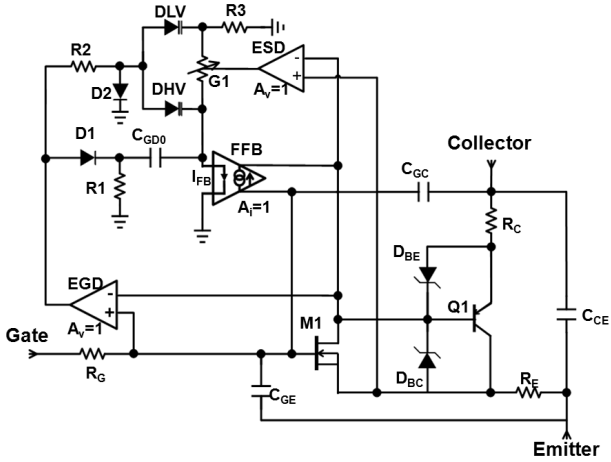 DLV
R3
R2
ESD
G1
D2
DHV
Av=1
D1
CGD0
FFB
Collector
IFB
CGC
R1
Ai=1
RC
DBE
EGD
Q1
Av=1
M1
CCE
Gate
DBC
RG
CGE
RE
Emitter